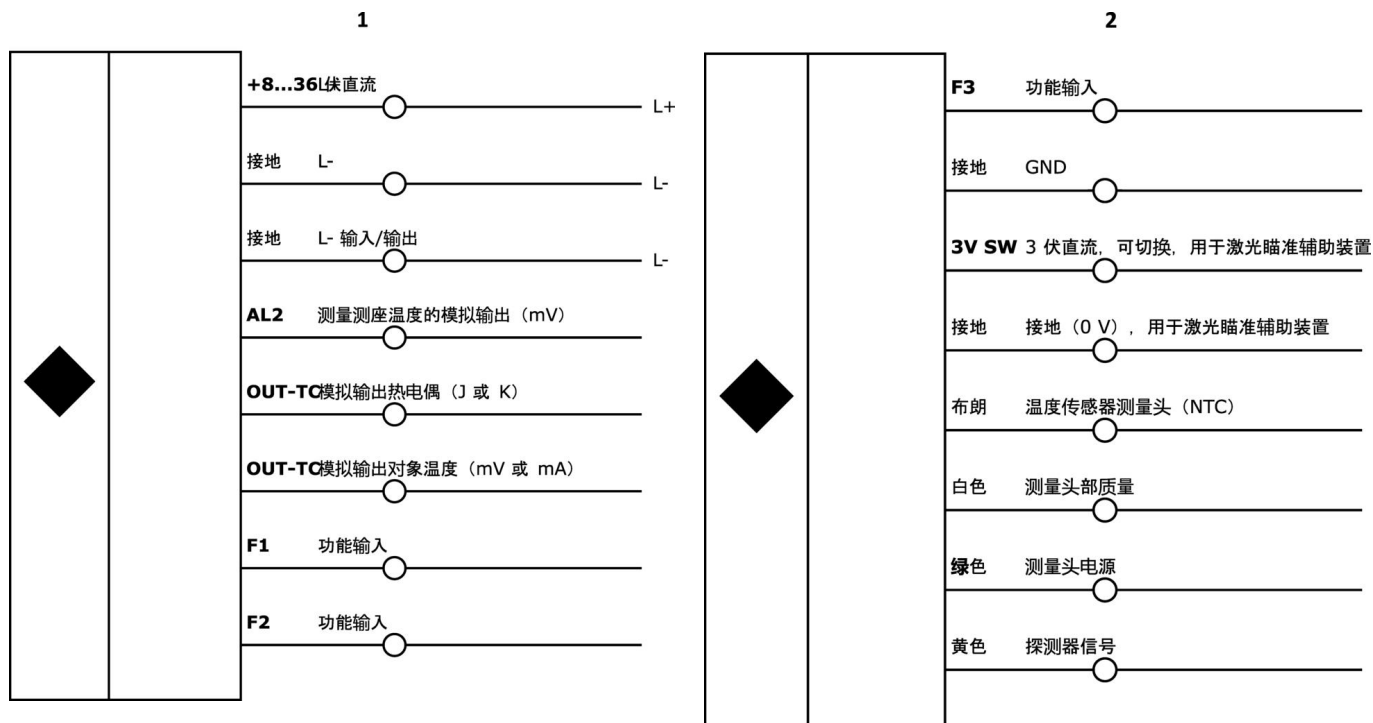 1
+8...36 伏直流
L+
接地 L-
L-
接地 L- 输入/输出
L-
AL2 测量测座温度的模拟输出（mV）
OUT-TC 模拟输出热电偶（J 或 K）
OUT-TC 模拟输出对象温度（mV 或 mA）
F1 功能输入
F2 功能输入
2
F3 功能输入
接地 GND
3V SW 3 伏直流，可切换，用于激光瞄准辅助装置
接地 接地（0 V），用于激光瞄准辅助装置
布朗 温度传感器测量头（NTC）
白色 测量头部质量
绿色 测量头电源
黄色 探测器信号